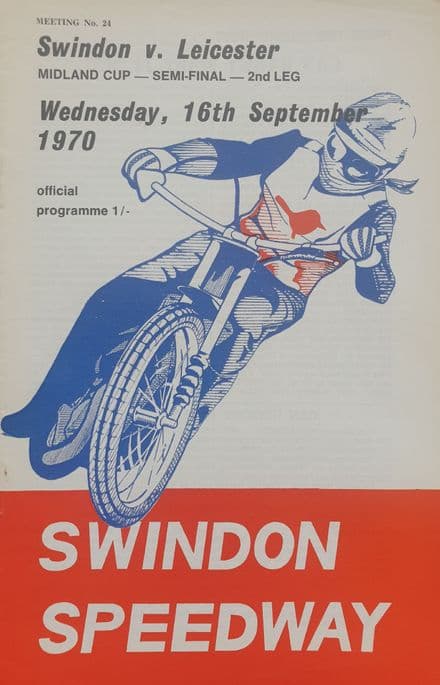 MEETING No. 24
Swindon v. Leicester
MIDLAND CUP — SEMI-FINAL — 2nd LEG
Wednesday, 16th September
1970
official
programme 1/-
SWINDON
SPEEDWAY